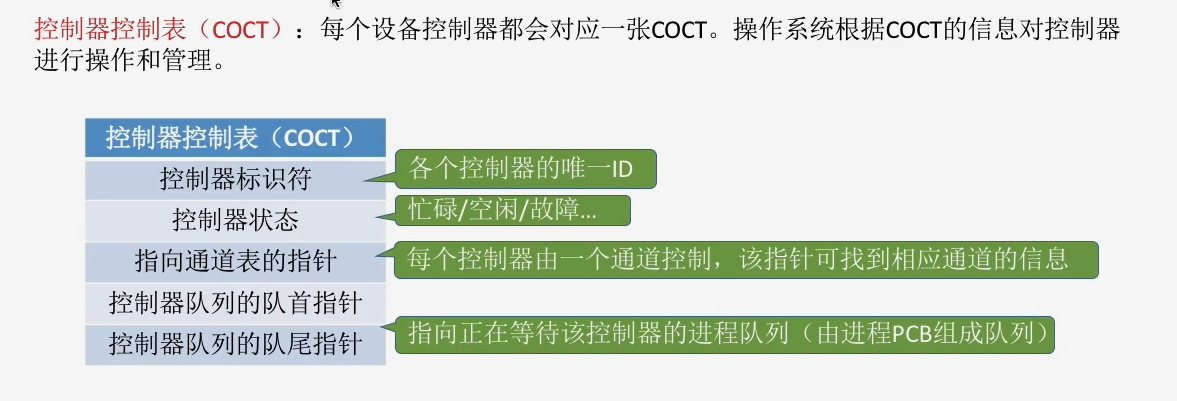 控制器控制表（COCT）：每个设备控制器都会对应一张COCT。操作系统根据COCT的信息对控制器
进行操作和管理。
控制器控制表（COCT）
控制器标识符
各个控制器的唯一ID
控制器状态
忙碌/空闲/故障...
指向通道表的指针
每个控制器由一个通道控制，该指针可找到相应通道的信息
控制器队列的队首指针
控制器队列的队尾指针
指向正在等待该控制器的进程队列（由进程PCB组成队列）